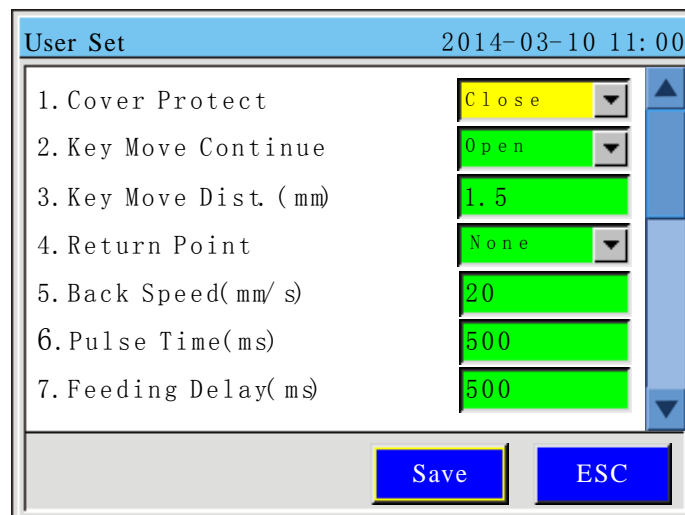 User Set 2014-03-10 11:00
1. Cover Protect Close
2. Key Move Continue Open
3. Key Move Dist. (mm) 1.5
4. Return Point None
5. Back Speed(mm/s) 20
6. Pulse Time(ms) 500
7. Feeding Delay(ms) 500
Save ESC